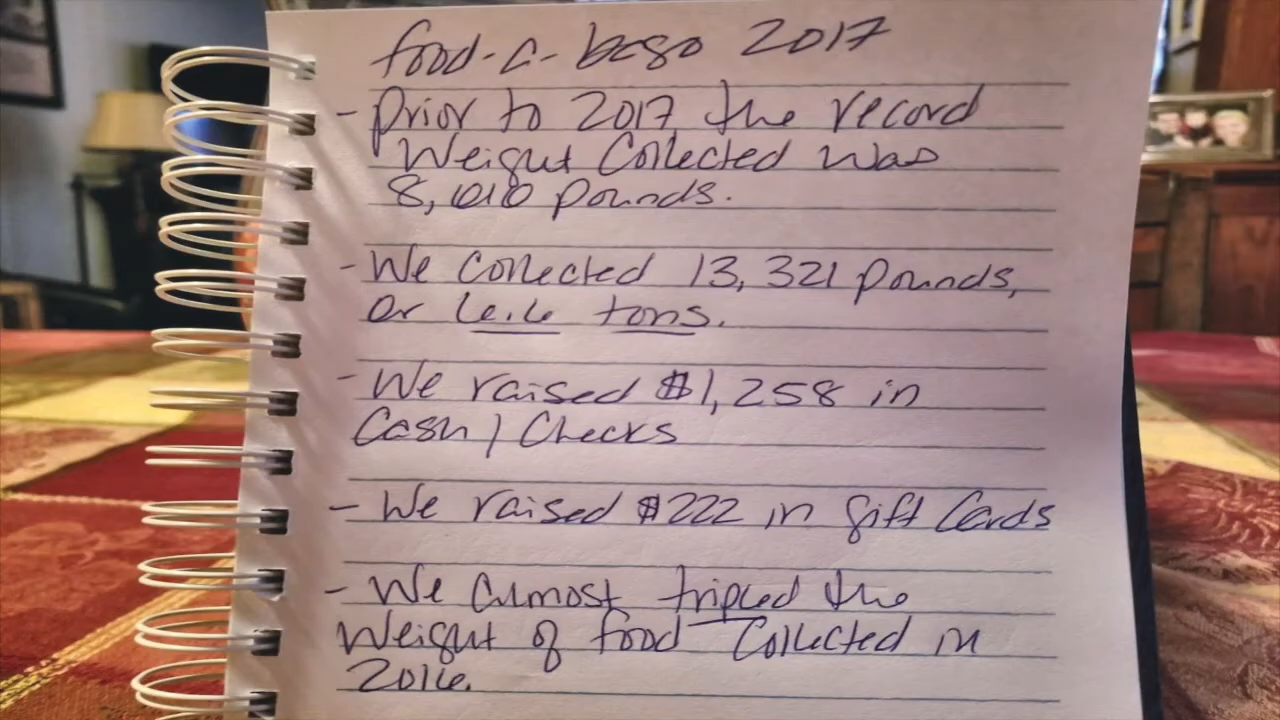 food-a-bago 2017
- Prior to 2017 the record
Weight Collected was
pounds.
- We collected 13,321 pounds,
or 6.6 tons.
- We raised $1,258 in
Cash/Checks
- We raised $222 in gift Cards
- We almost tripled the
Weight of food Collected in
2016.